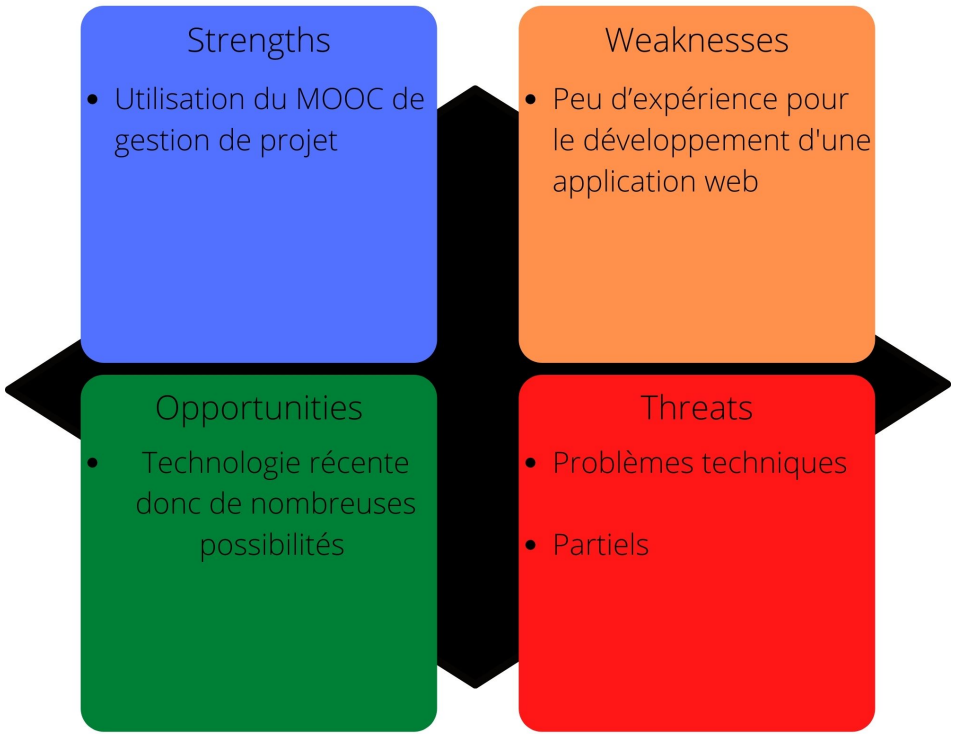 Strengths
• Utilisation du MOOC de
gestion de projet
Weaknesses
• Peu d’expérience pour
le développement d'une
application web
Opportunities
• Technologie récente
donc de nombreuses
possibilités
Threats
• Problèmes techniques
• Partiels